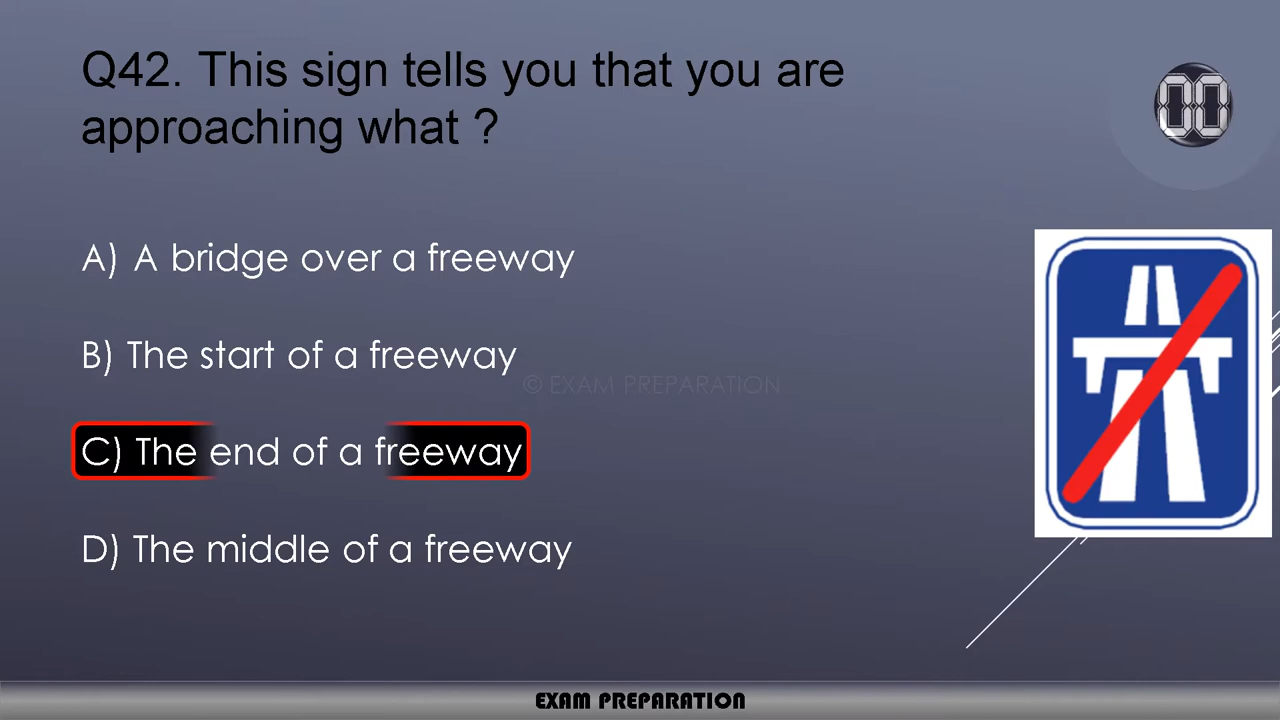 Q42. This sign tells you that you are
approaching what ?
00
A) A bridge over a freeway
B) The start of a freeway
© EXAM PREPARATION
C) The end of a freeway
D) The middle of a freeway
EXAM PREPARATION